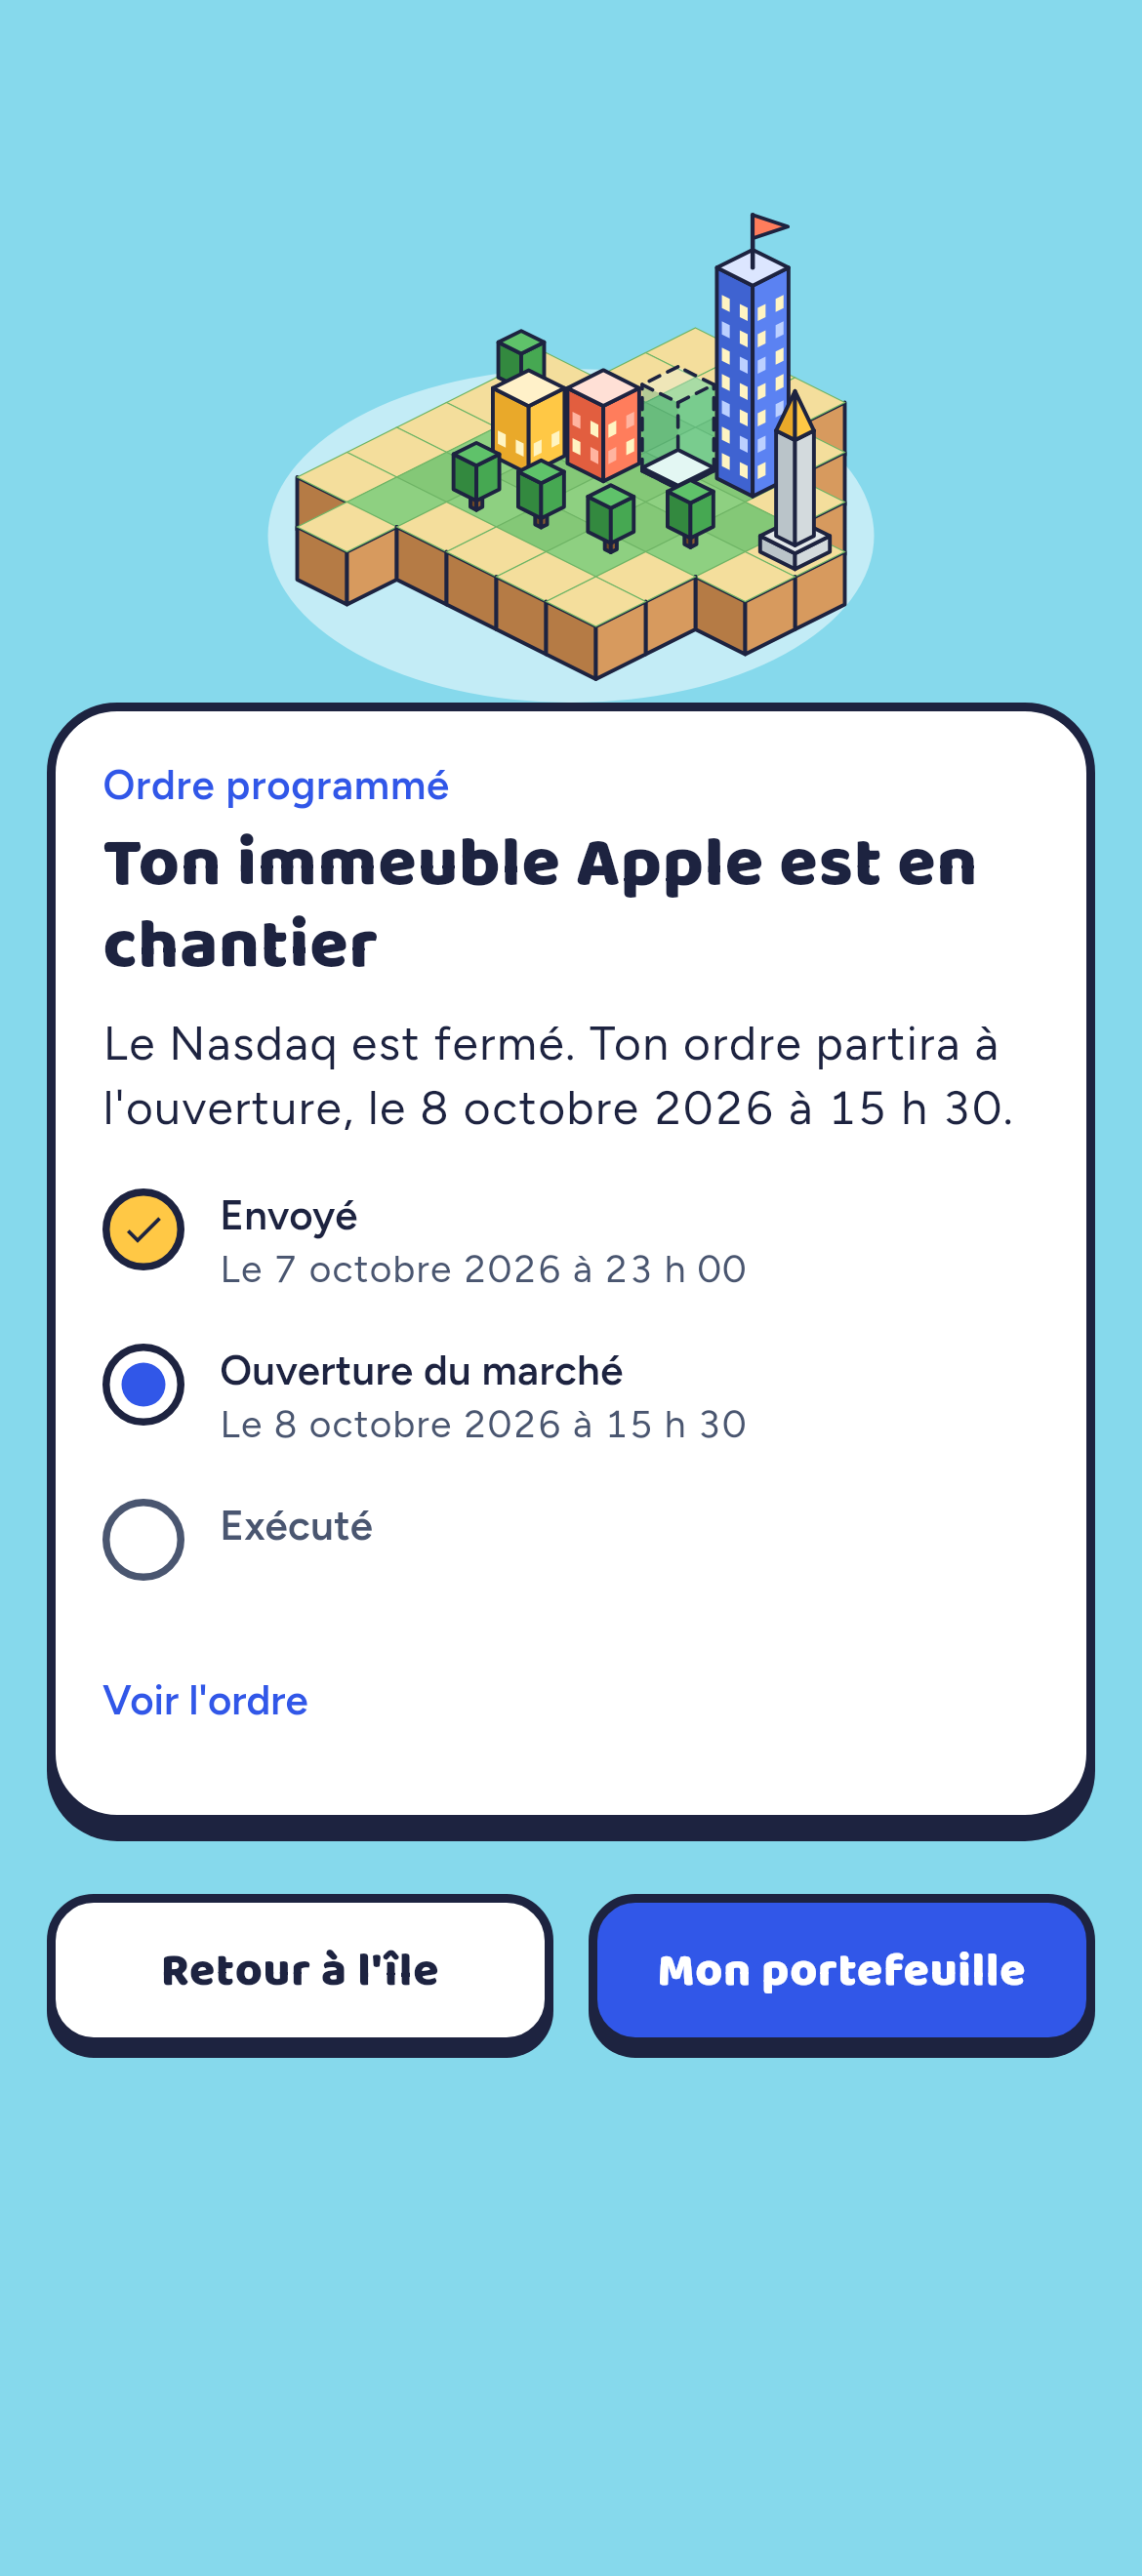 Ordre programmé
Ton immeuble Apple est en
chantier
Le Nasdaq est fermé. Ton ordre partira à
l'ouverture, le 8 octobre 2026 à 15 h 30.
Envoyé
Le 7 octobre 2026 à 23 h 00
Ouverture du marché
Le 8 octobre 2026 à 15 h 30
Exécuté
Voir l'ordre
Retour à l'île
Mon portefeuille